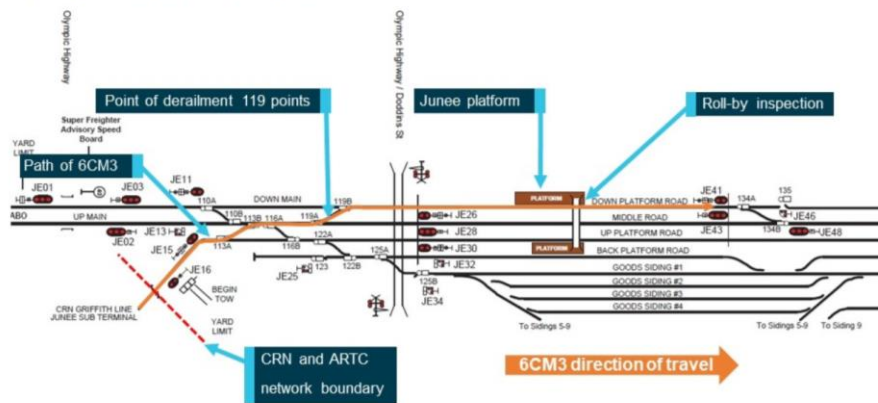 Olympic Highway
Olympic Highway / Doddins St
Point of derailment 119 points
Junee platform
Roll-by inspection
Super Freighter
Advisory Speed
Board
YARD
LIMIT
Path of 6CM3
JE01
JE03
JE11
110A
DOWN MAIN
119B
PLATFORM
DOWN PLATFORM ROAD
JE41
134A
135
ABO
UP MAIN
110B
113B
116A
119A
JE26
MIDDLE ROAD
JE46
JE02
JE13
113A
116B
122A
JE28
UP PLATFORM ROAD
JE43
134B
JE48
JE15
JE30
PLATFORM
BACK PLATFORM ROAD
JE16
JE25
123
122B
125A
JE32
GOODS SIDING #1
BEGIN
TOW
125B
GOODS SIDING #2
JE34
GOODS SIDING #3
CRN GRIFFITH LINE
JUNEE SUB TERMINAL
GOODS SIDING #4
YARD
LIMIT
To Sidings 5-9
To Sidings 5-9
To Siding 9
CRN and ARTC
network boundary
6CM3 direction of travel